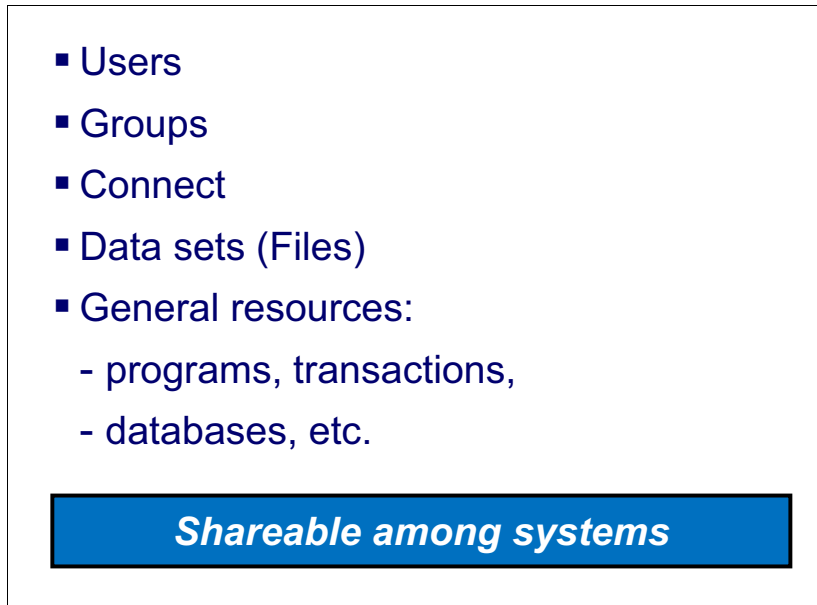 ▪ Users
▪ Groups
▪ Connect
▪ Data sets (Files)
▪ General resources:
- programs, transactions,
- databases, etc.
Shareable among systems